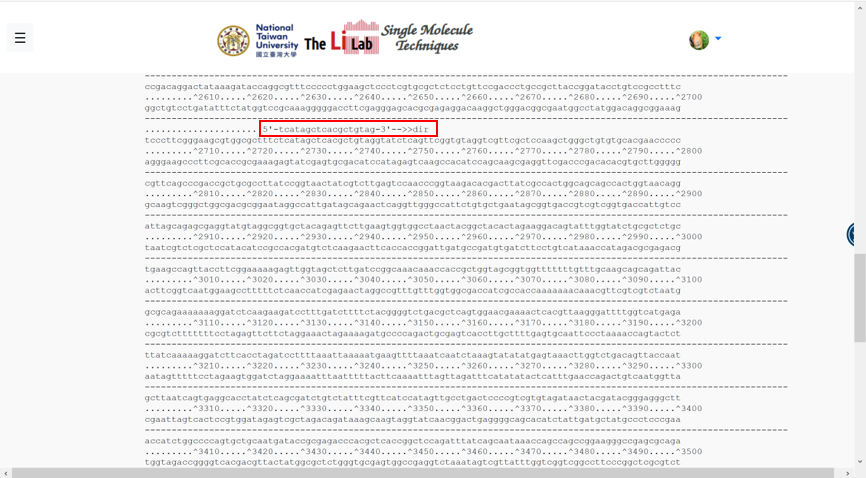 National
Taiwan
University
國立臺灣大學
The Li Lab
Single Molecule
Techniques
ccgacaggactataaagataccaggcgtttccccctggaagctccctcgtgcgctctcctgttccgaccctgccgcttaccggatacctgtccgcctttc
.........^2610.....^2620.....^2630.....^2640.....^2650.....^2660.....^2670.....^2680.....^2690.....^2700
ggctgtcctgatatttctatggtccgcaaagggggaccttcgagggagcacgcgagaggacaaggctgggacggcgaatggcctatggacaggcggaaag
.....................5'-tcatagctcacgctgtag-3'-->>dir
tcccttcgggaagcgtggcgctttctcatagctcacgctgtaggtatctcagttcggtgtaggtcgttcgctccaagctgggctgtgtgcacgaaccccc
.........^2710.....^2720.....^2730.....^2740.....^2750.....^2760.....^2770.....^2780.....^2790.....^2800
agggaagcccttcgcaccgcgaaagagtatcgagtgcgacatccatagagtcaagccacatccagcaagcgaggttcgacccgacacacgtgcttggggg
cgttcagcccgaccgctgcgccttatccggtaactatcgtcttgagtccaacccggtaagacacgacttatcgccactggcagcagccactggtaacagg
.........^2810.....^2820.....^2830.....^2840.....^2850.....^2860.....^2870.....^2880.....^2890.....^2900
gcaagtcgggctggcgacgcggaataggccattgatagcagaactcaggttgggccattctgtgctgaatagcggtgaccgtcgtcggtgaccattgtcc
attagcagagcgaggtatgtaggcggtgctacagagttcttgaagtggtggcctaactacggctacactagaaggacagtatttggtatctgcgctctgc
.........^2910.....^2920.....^2930.....^2940.....^2950.....^2960.....^2970.....^2980.....^2990.....^3000
taatcgtctcgctccatacatccgccacgatgtctcaagaacttcaccaccggattgatgccgatgtgatcttcctgtcataaaccatagacgcgagacg
tgaagccagttaccttcggaaaaagagttggtagctcttgatccggcaaacaaaccaccgctggtagcggtggtttttttgtttgcaagcagcagattac
.........^3010.....^3020.....^3030.....^3040.....^3050.....^3060.....^3070.....^3080.....^3090.....^3100
acttcggtcaatggaagcctttttctcaaccatcgagaactaggccgtttgtttggtggcgaccatcgccaccaaaaaaacaaacgttcgtcgtctaatg
gcgcagaaaaaaaggatctcaagaagatcctttgatcttttctacggggtctgacgctcagtggaacgaaaactcacgttaagggattttggtcatgaga
.........^3110.....^3120.....^3130.....^3140.....^3150.....^3160.....^3170.....^3180.....^3190.....^3200
cgcgtctttttttcctagagttcttctaggaaactagaaaagatgccccagactgcgagtcaccttgcttttgagtgcaattccctaaaaccagtactct
ttatcaaaaaggatcttcacctagatccttttaaattaaaaatgaagttttaaatcaatctaaagtatatatgagtaaacttggtctgacagttaccaat
.........^3210.....^3220.....^3230.....^3240.....^3250.....^3260.....^3270.....^3280.....^3290.....^3300
aatagtttttcctagaagtggatctaggaaaatttaatttttacttcaaaatttagttagatttcatatatactcatttgaaccagactgtcaatggtta
gcttaatcagtgaggcacctatctcagcgatctgtctatttcgttcatccatagttgcctgactccccgtcgtgtagataactacgatacgggagggctt
.........^3310.....^3320.....^3330.....^3340.....^3350.....^3360.....^3370.....^3380.....^3390.....^3400
cgaattagtcactccgtggatagagtcgctagacagataaagcaagtaggtatcaacggactgaggggcagcacatctattgatgctatgccctcccgaa
accatctggccccagtgctgcaatgataccgcgagacccacgctcaccggctccagatttatcagcaataaaccagccagccggaagggccgagcgcaga
.........^3410.....^3420.....^3430.....^3440.....^3450.....^3460.....^3470.....^3480.....^3490.....^3500
tggtagaccggggtcacgacgttactatggcgctctgggtgcgagtggccgaggtctaaatagtcgttatttggtcggtcggccttcccggctcgcgtct